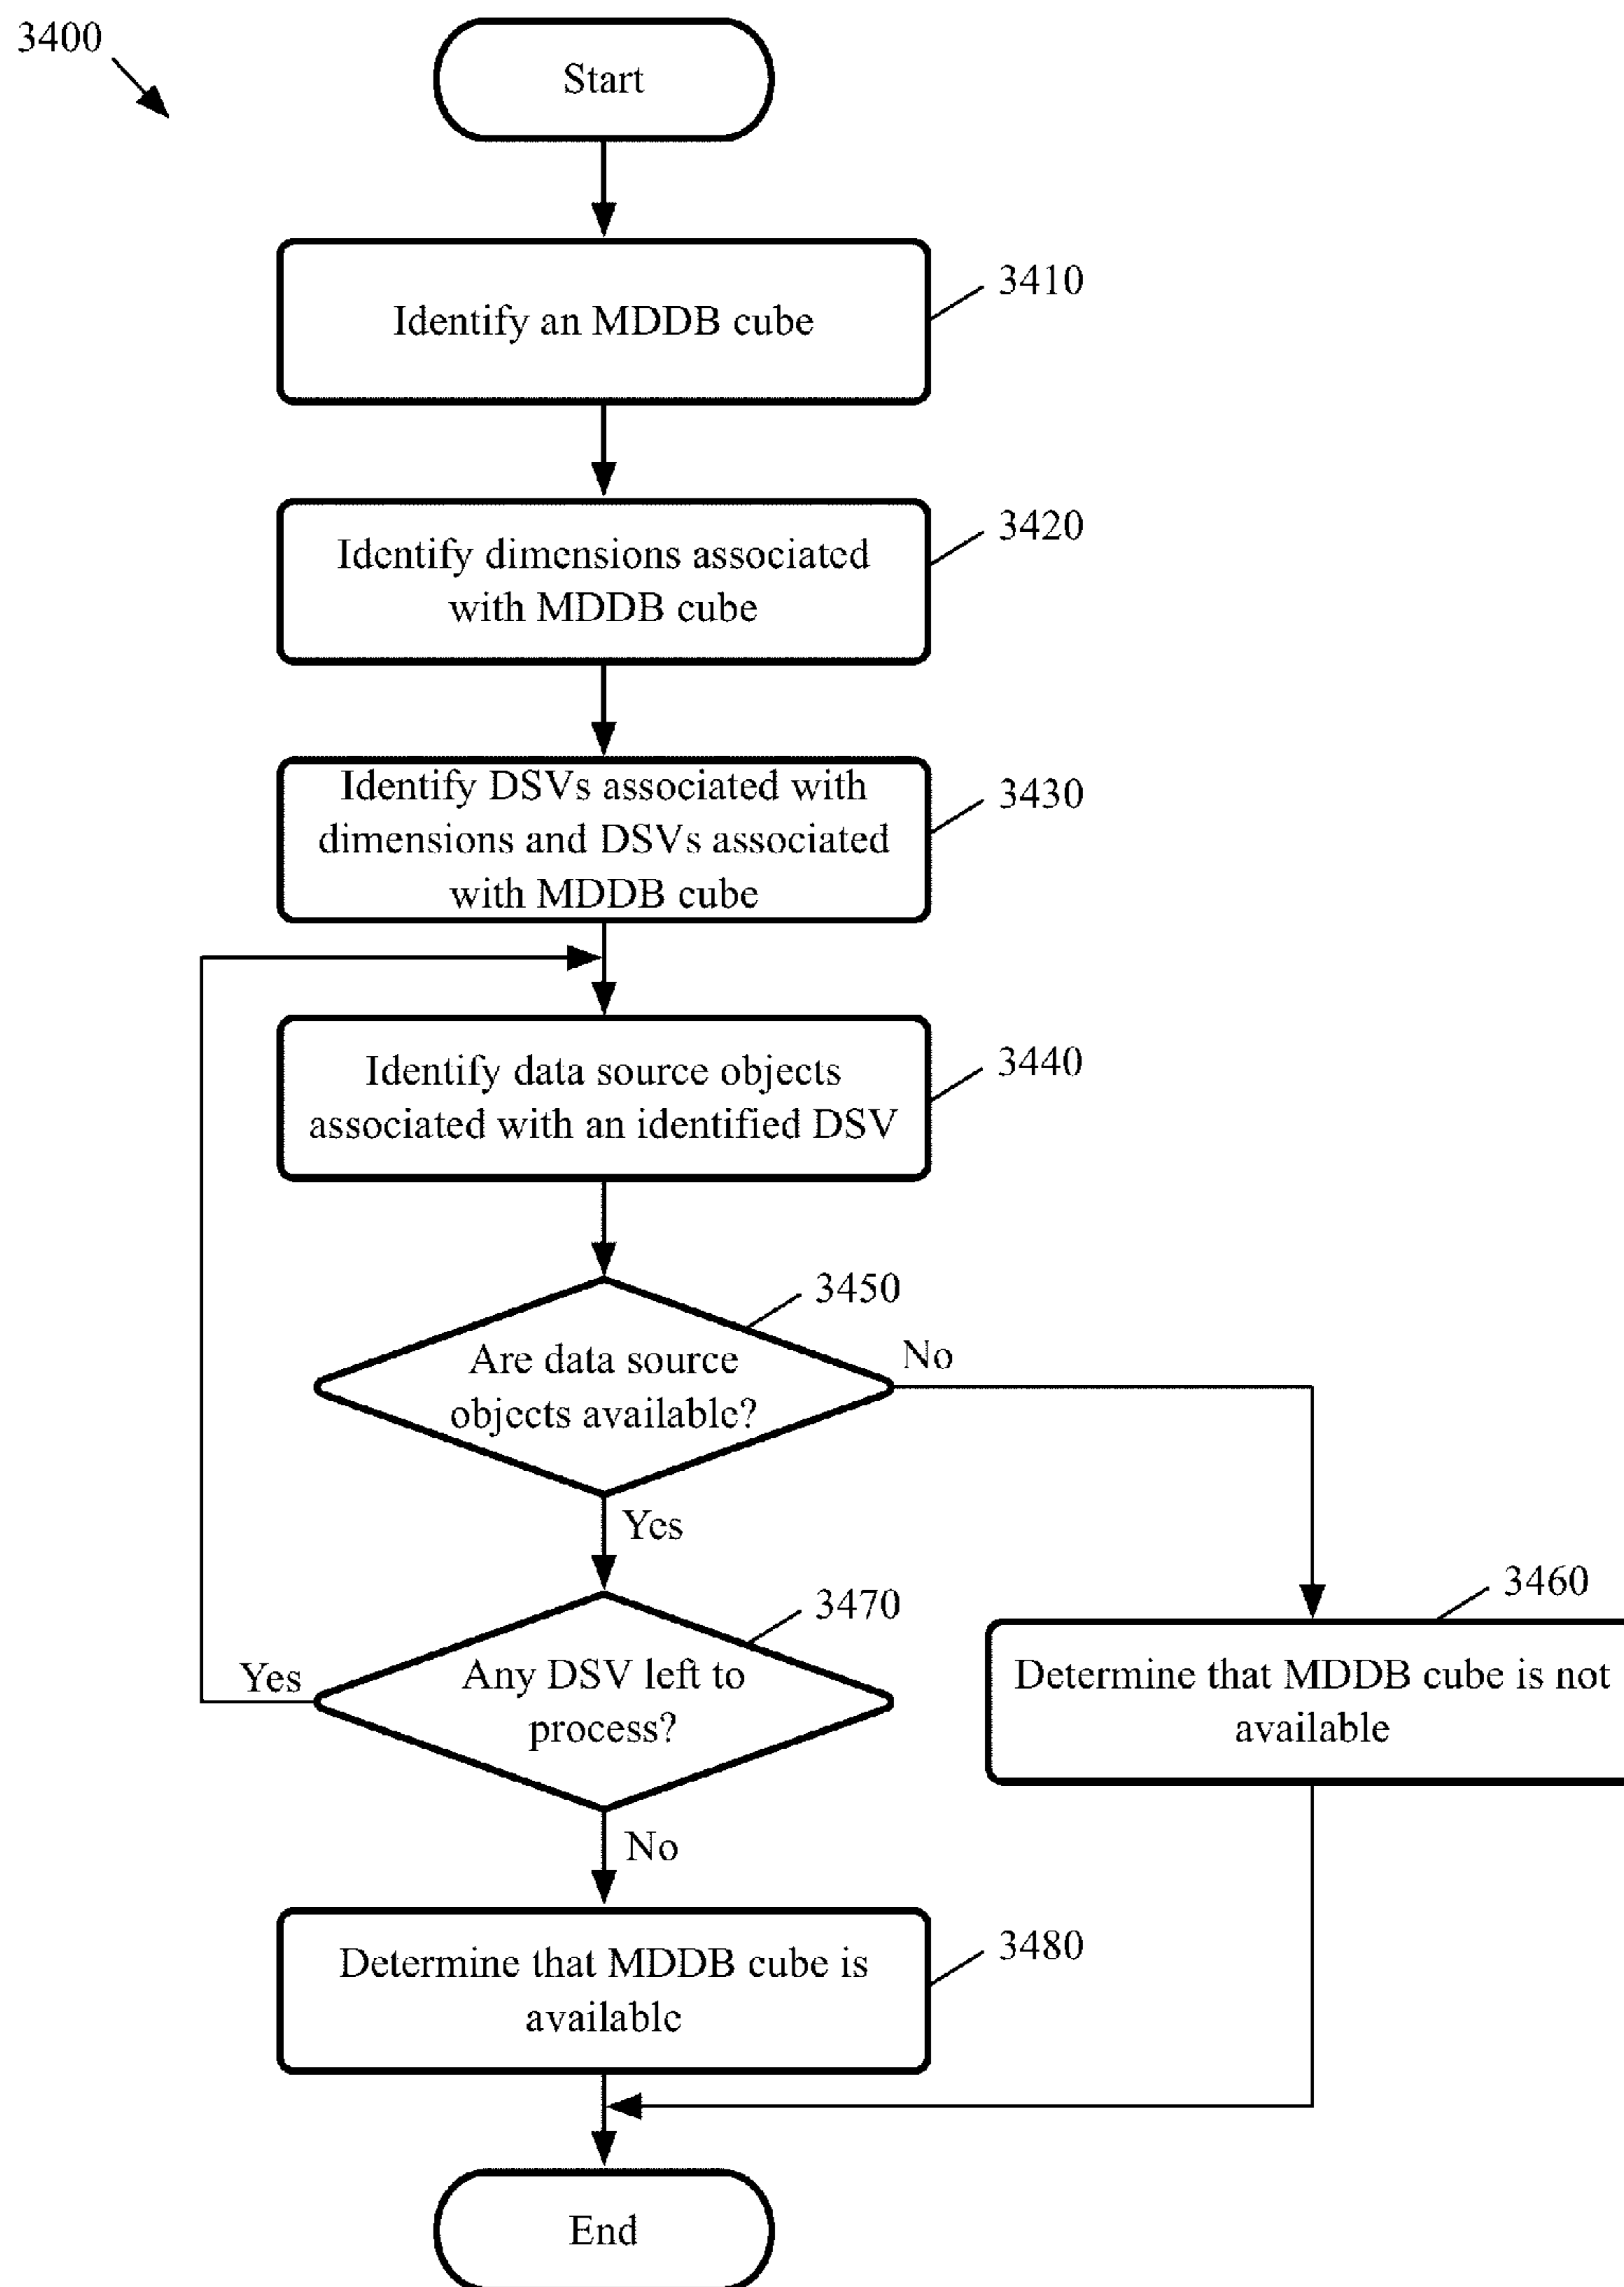 3400
Start
3410
Identify an MDDB cube
3420
Identify dimensions associated
with MDDB cube
3430
Identify DSVs associated with
dimensions and DSVs associated
with MDDB cube
3440
Identify data source objects
associated with an identified DSV
3450
Are data source
objects available?
No
Yes
3470
Any DSV left to
process?
Yes
No
3460
Determine that MDDB cube is not
available
3480
Determine that MDDB cube is
available
End